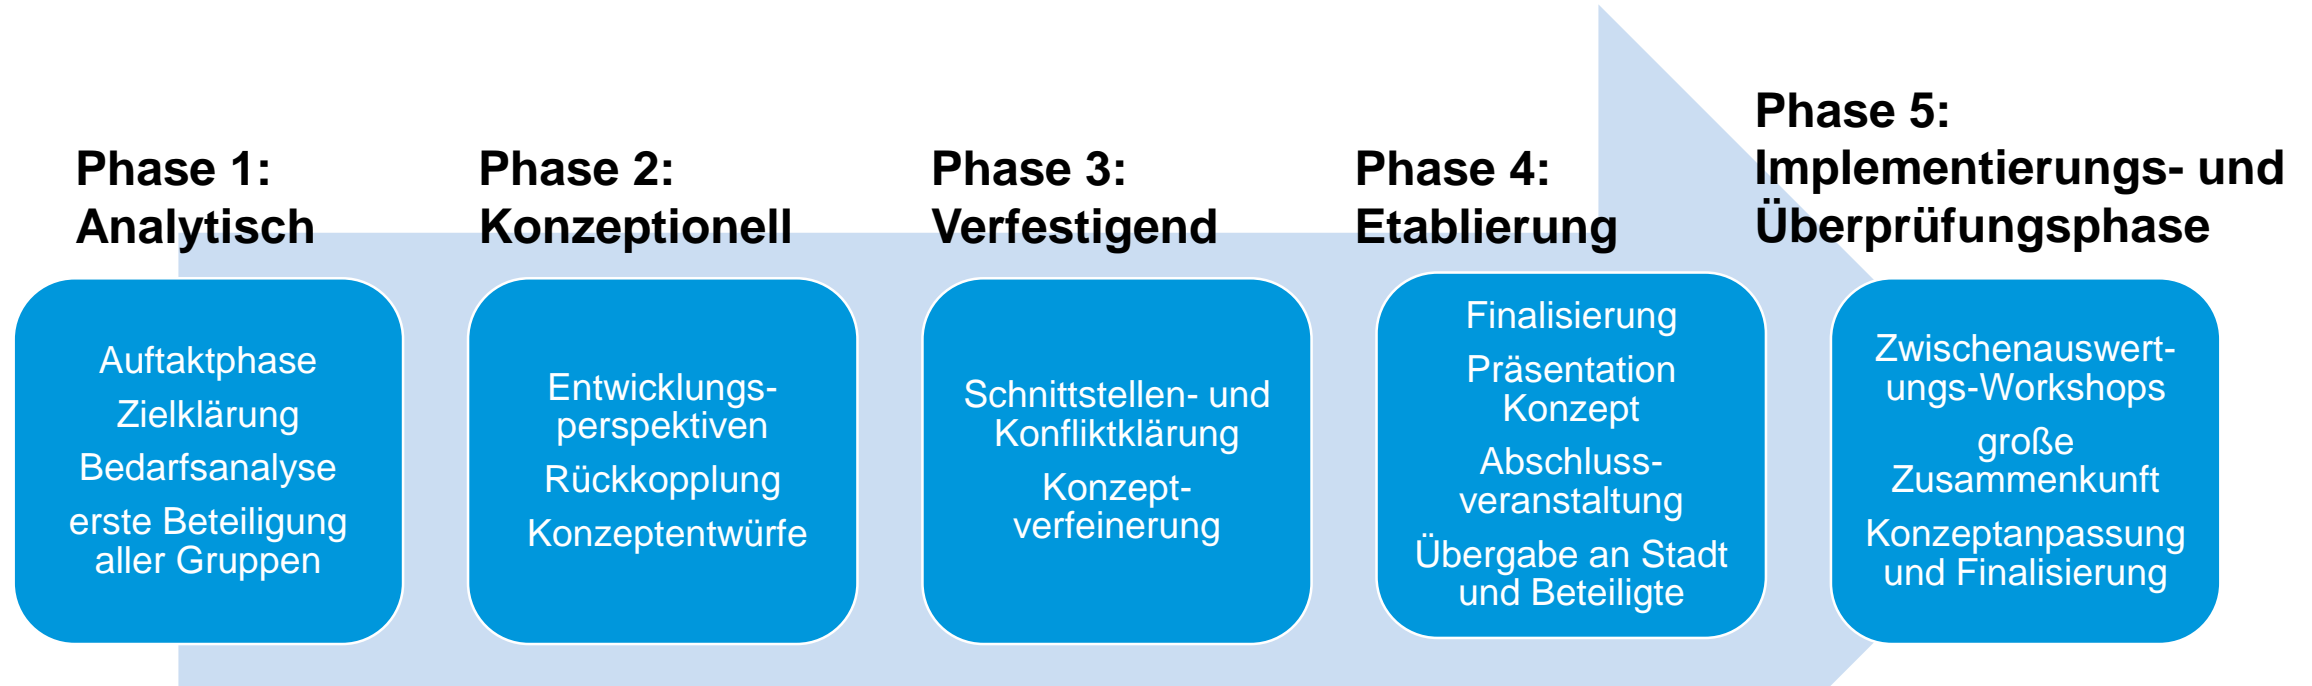 Phase 1:
Analytisch
Auftaktphase
Zielklärung
Bedarfsanalyse
erste Beteiligung
aller Gruppen
Phase 2:
Konzeptionell
Entwicklungs-
perspektiven
Rückkopplung
Konzeptentwürfe
Phase 3:
Verfestigend
Schnittstellen- und
Konfliktklärung
Konzept-
verfeinerung
Phase 4:
Etablierung
Finalisierung
Präsentation
Konzept
Abschluss-
veranstaltung
Übergabe an Stadt
und Beteiligte
Phase 5:
Implementierungs- und
Überprüfungsphase
Zwischenauswert-
ungs-Workshops
große
Zusammenkunft
Konzeptanpassung
und Finalisierung